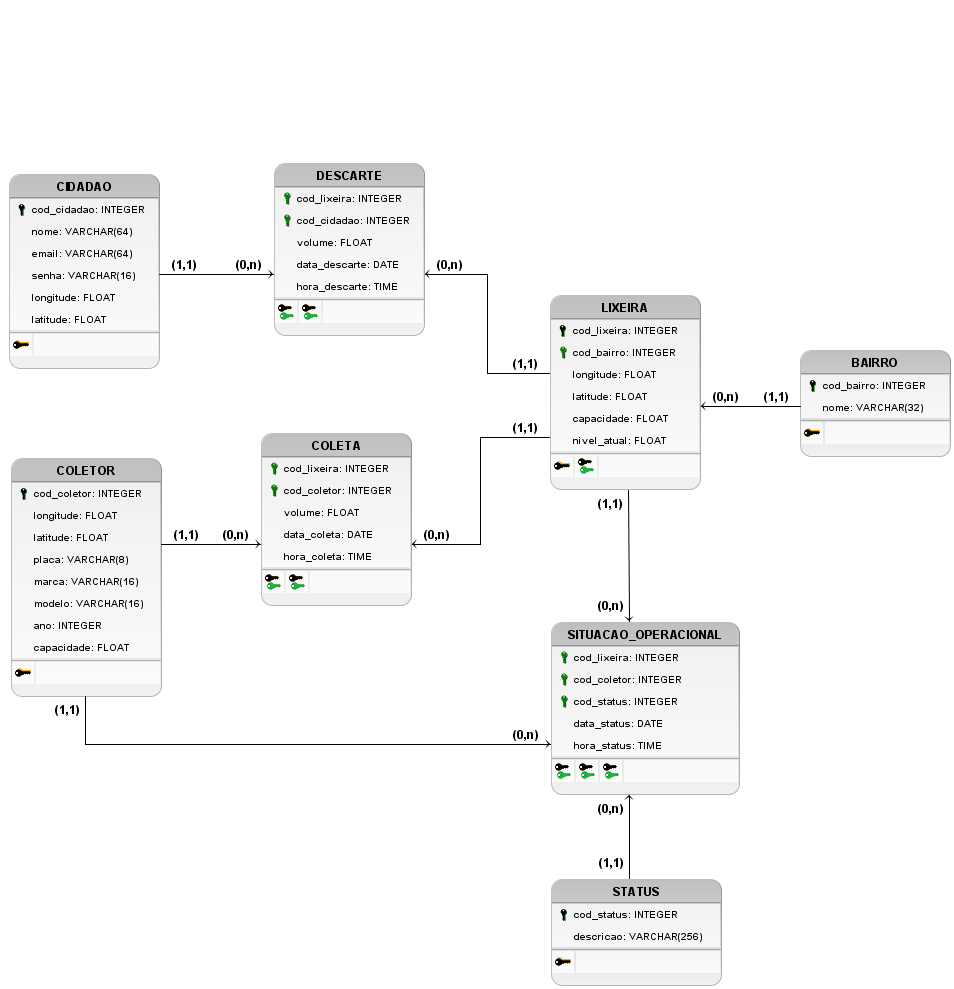 CIDADAO
cod_cidadao: INTEGER
nome: VARCHAR(64)
email: VARCHAR(64)
senha: VARCHAR(16)
longitude: FLOAT
latitude: FLOAT
(1,1)
(0,n)
DESCARTE
cod_lixeira: INTEGER
cod_cidadao: INTEGER
volume: FLOAT
data_descarte: DATE
hora_descarte: TIME
(0,n)
(1,1)
LIXEIRA
cod_lixeira: INTEGER
cod_bairro: INTEGER
longitude: FLOAT
latitude: FLOAT
capacidade: FLOAT
nivel_atual: FLOAT
(0,n)
(1,1)
BAIRRO
cod_bairro: INTEGER
nome: VARCHAR(32)
COLETOR
cod_coletor: INTEGER
longitude: FLOAT
latitude: FLOAT
placa: VARCHAR(8)
marca: VARCHAR(16)
modelo: VARCHAR(16)
ano: INTEGER
capacidade: FLOAT
(1,1)
(0,n)
COLETA
cod_lixeira: INTEGER
cod_coletor: INTEGER
volume: FLOAT
data_coleta: DATE
hora_coleta: TIME
(1,1)
(0,n)
(1,1)
(0,n)
(1,1)
(0,n)
SITUACAO_OPERACIONAL
cod_lixeira: INTEGER
cod_coletor: INTEGER
cod_status: INTEGER
data_status: DATE
hora_status: TIME
(0,n)
(1,1)
STATUS
cod_status: INTEGER
descricao: VARCHAR(256)